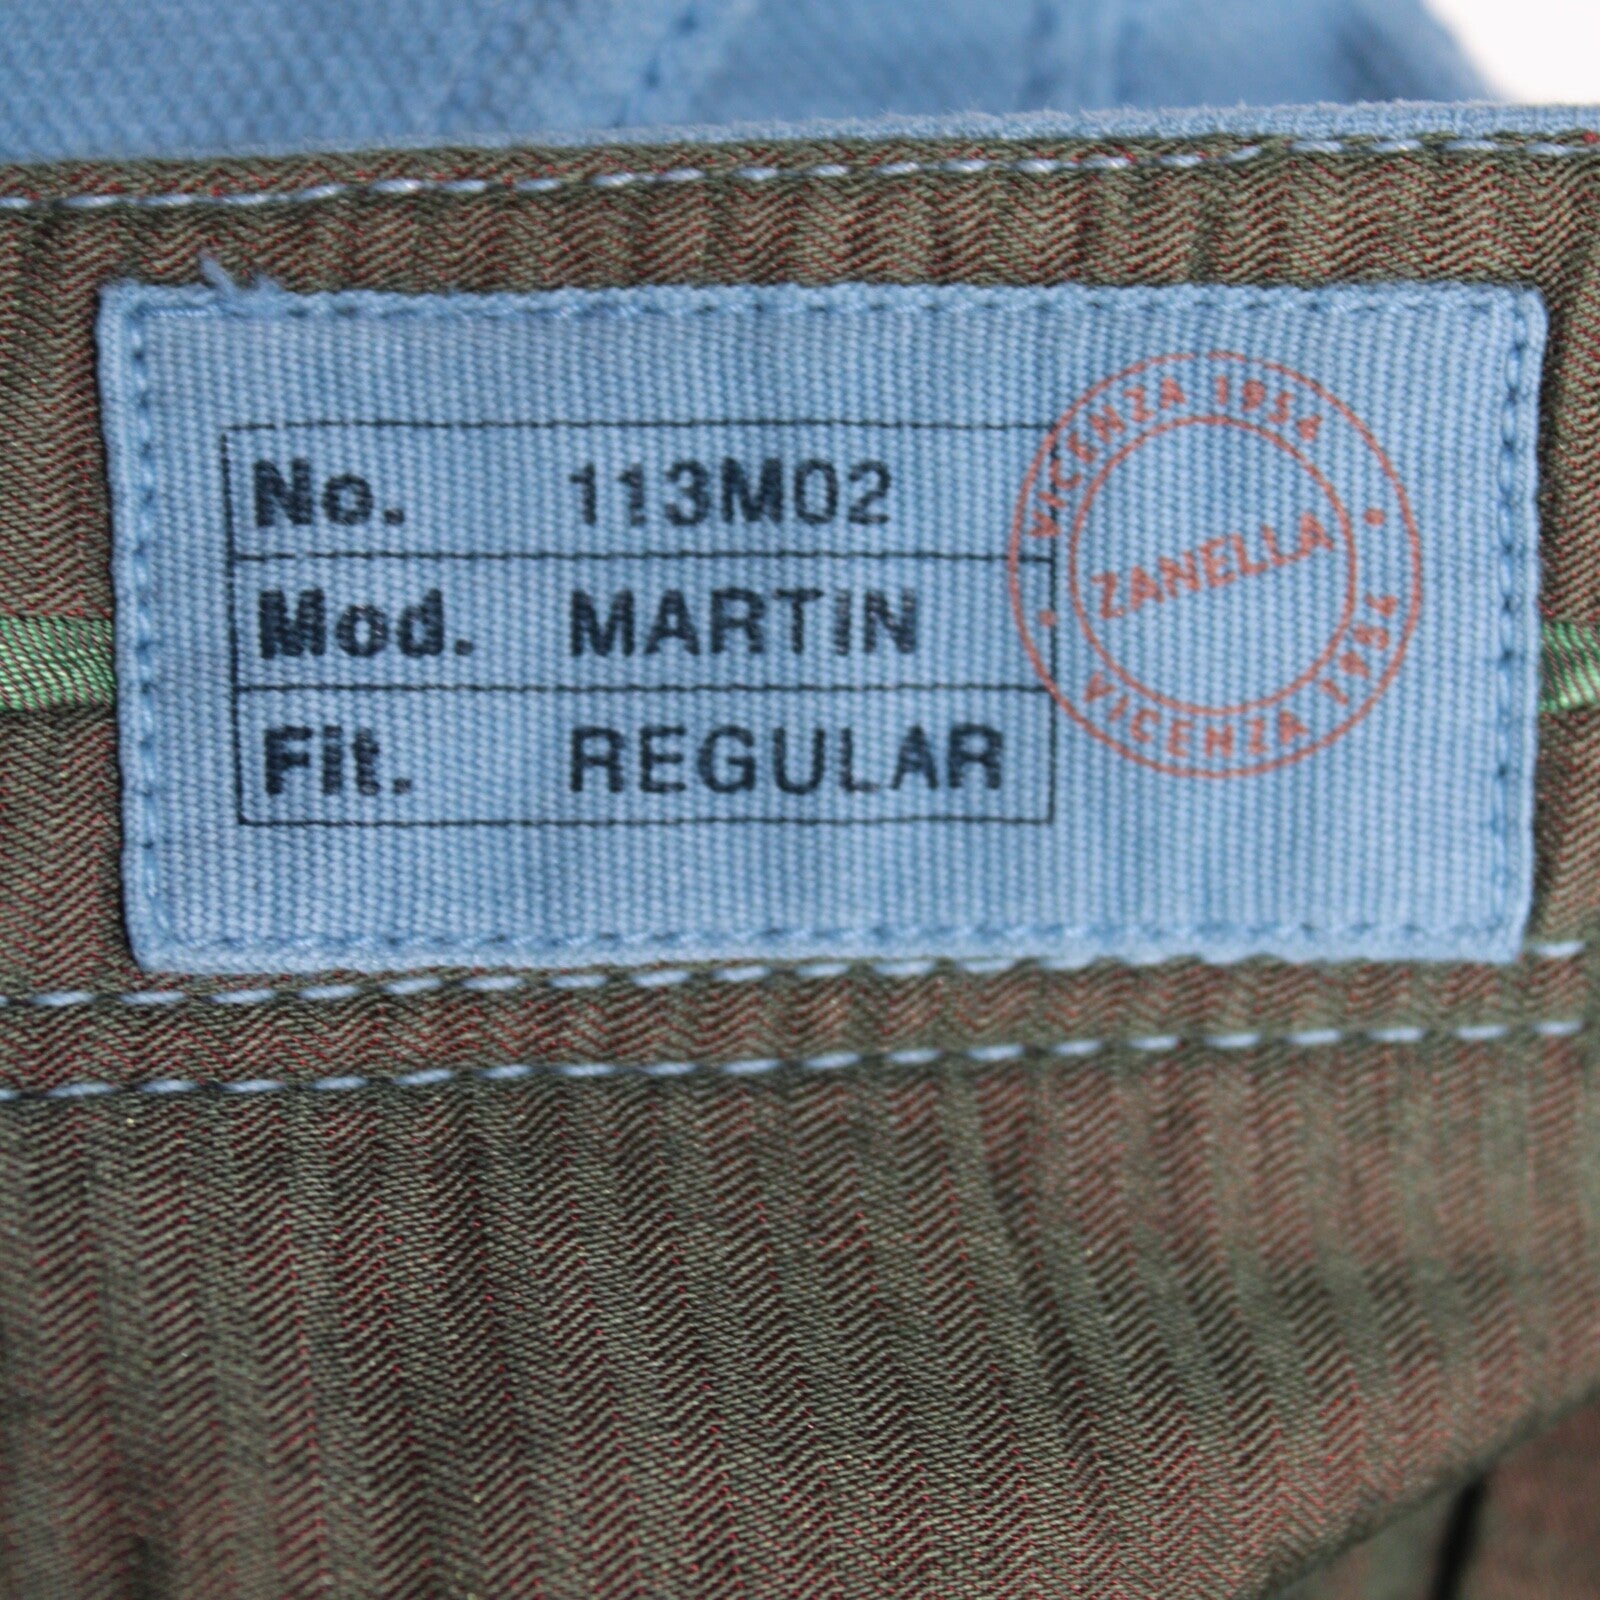 No. 113M02
Mod. MARTIN
Fit. REGULAR
VICENZA 1954
ZANELLA
VICENZA 1954